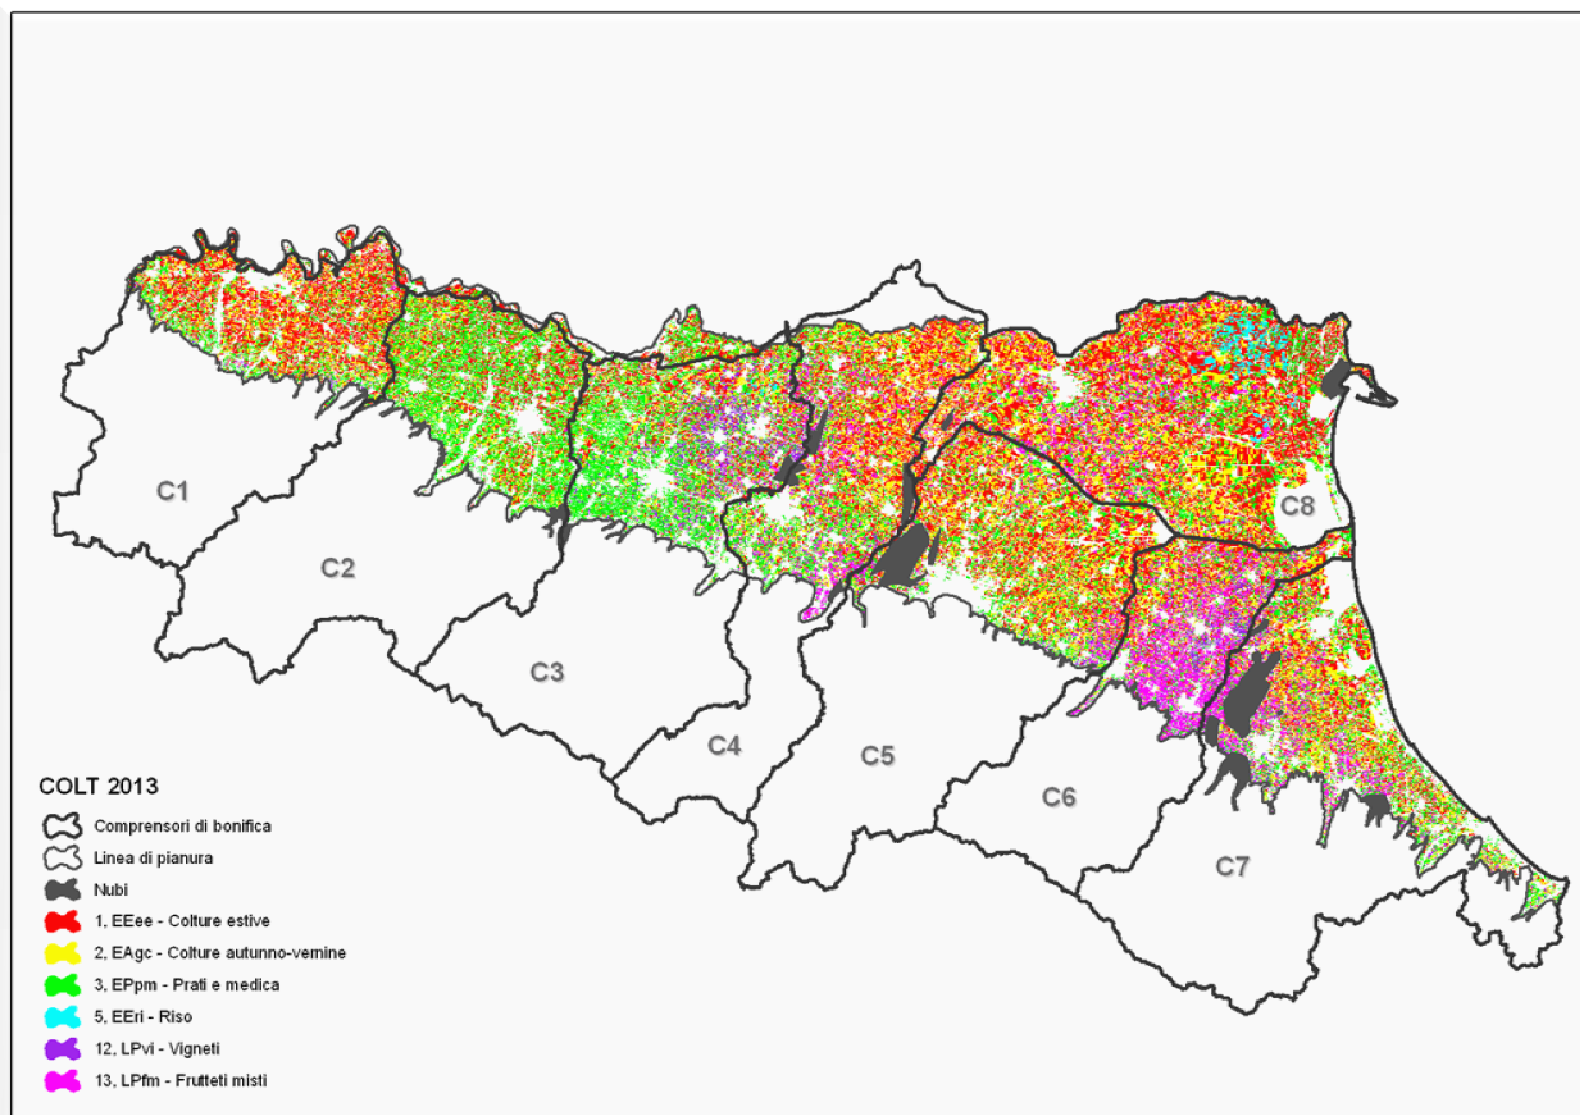 C1
C2
C3
C4
C5
C6
C7
C8
COLT 2013
Comprensori di bonifica
Linea di pianura
Nubi
1, EEee - Colture estive
2, EAgc - Colture autunno-vernine
3, EPpm - Prati e medica
5, EEri - Riso
12, LPvi - Vigneti
13, LPfm - Frutteti misti